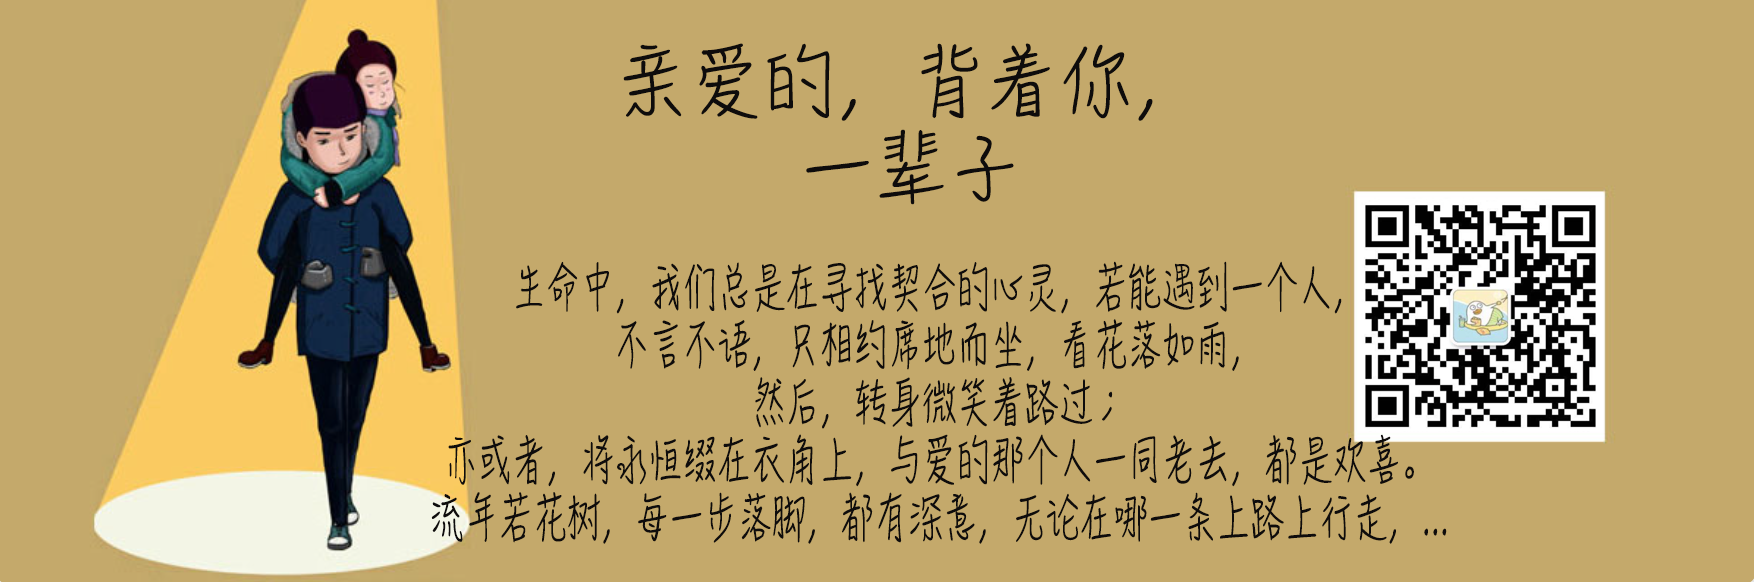 亲爱的，背着你，
一辈子
生命中，我们总是在寻找契合的心灵，若能遇到一个人，
不言不语，只相约席地而坐，看花落如雨，
然后，转身微笑着路过；
亦或者，将永恒缀在衣角上，与爱的那个人一同老去，都是欢喜。
流年若花树，每一步落脚，都有深意，无论在哪一条上路上行走，...